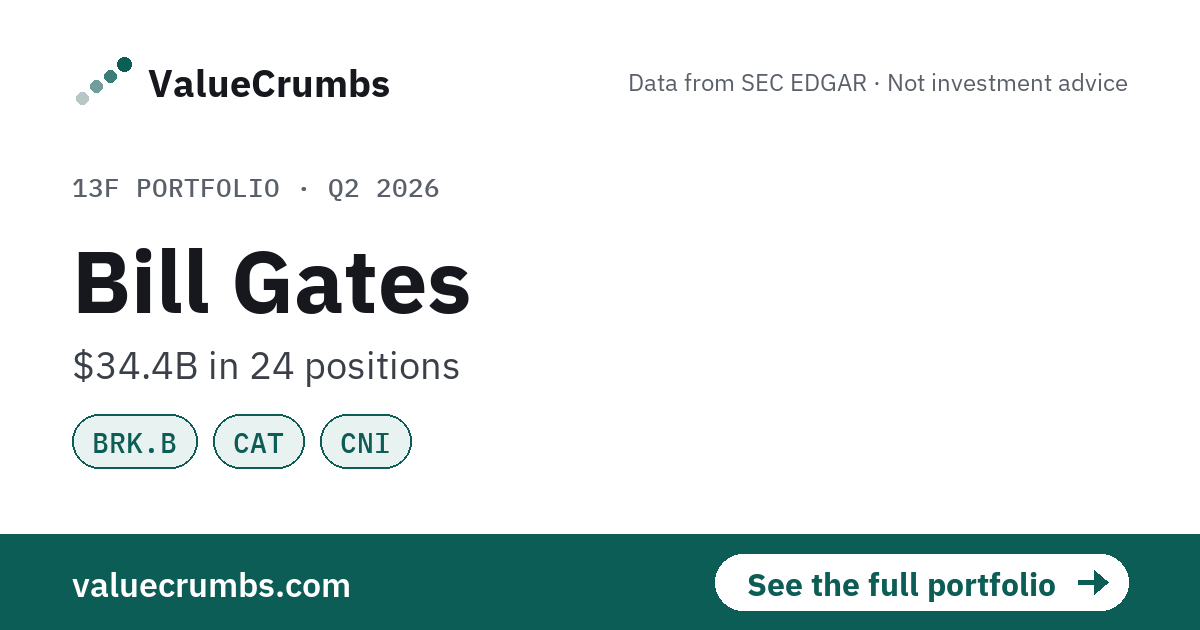 ValueCrumbs
Data from SEC EDGAR · Not investment advice
13F PORTFOLIO · Q2 2026
Bill Gates
$34.4B in 24 positions
BRK.B CAT CNI
valuecrumbs.com
See the full portfolio →